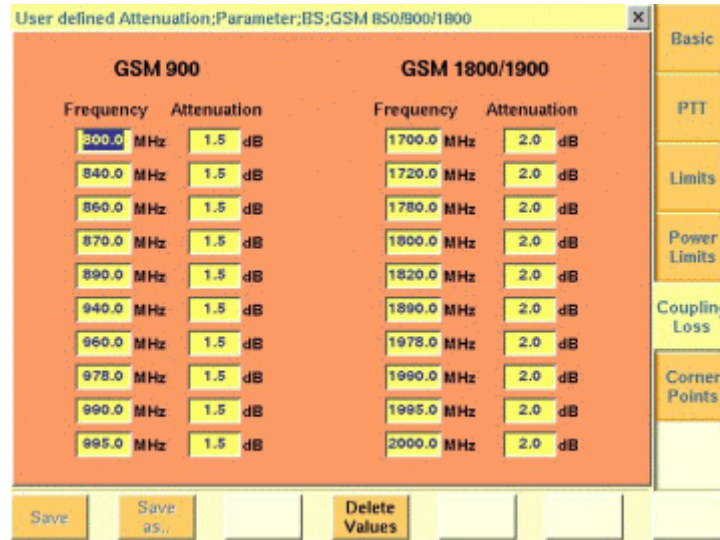 User defined Attenuation;Parameter;BS;GSM 850/900/1800
GSM 900 GSM 1800/1900
Frequency Attenuation Frequency Attenuation
800.0 MHz 1.5 dB 1700.0 MHz 2.0 dB
840.0 MHz 1.5 dB 1720.0 MHz 2.0 dB
860.0 MHz 1.5 dB 1780.0 MHz 2.0 dB
870.0 MHz 1.5 dB 1800.0 MHz 2.0 dB
890.0 MHz 1.5 dB 1820.0 MHz 2.0 dB
940.0 MHz 1.5 dB 1890.0 MHz 2.0 dB
960.0 MHz 1.5 dB 1978.0 MHz 2.0 dB
978.0 MHz 1.5 dB 1990.0 MHz 2.0 dB
990.0 MHz 1.5 dB 1995.0 MHz 2.0 dB
995.0 MHz 1.5 dB 2000.0 MHz 2.0 dB
Basic
PTT
Limits
Power
Limits
Coupling
Loss
Corner
Points
Save
Save
as..
Delete
Values